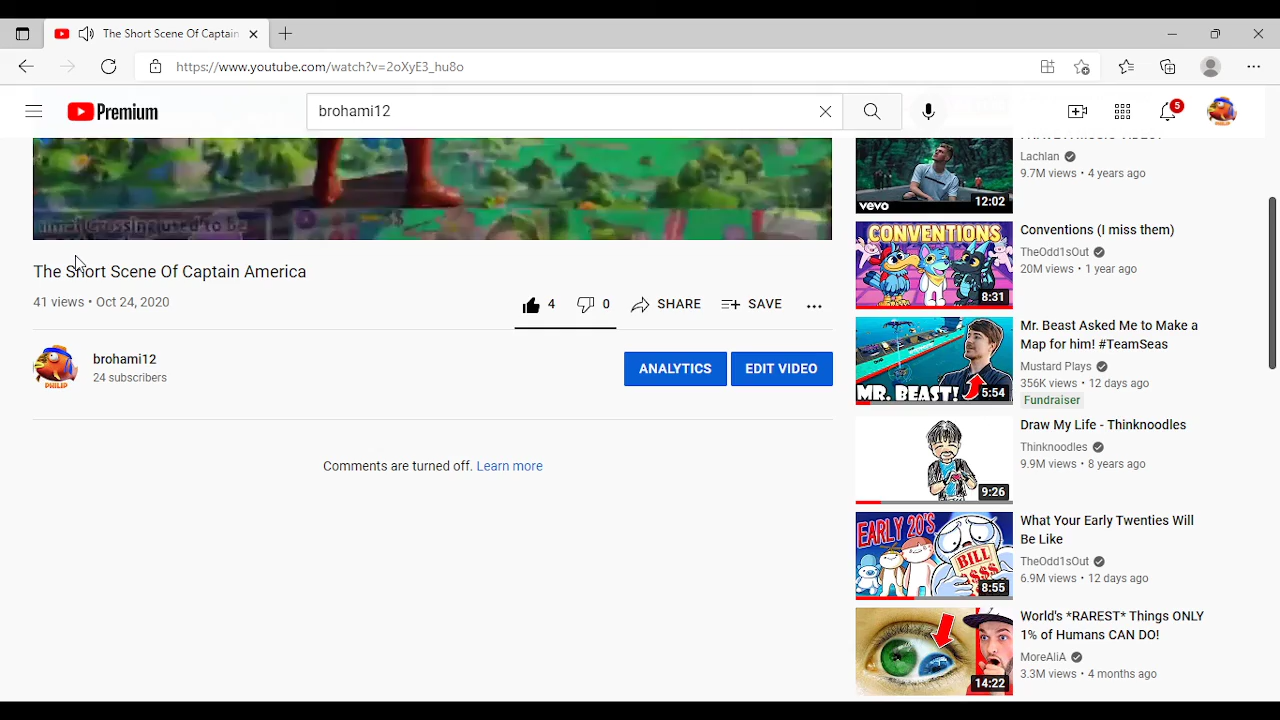 The Short Scene Of Captain
https://www.youtube.com/watch?v=2oXyE3_hu8o
Premium
brohami12
5
used to be
The Short Scene Of Captain America
41 views • Oct 24, 2020
4
0
SHARE
SAVE
brohami12
24 subscribers
PHILIP
ANALYTICS
EDIT VIDEO
Comments are turned off. Learn more
vevo
12:02
Lachlan
9.7M views • 4 years ago
CONVENTIONS
8:31
Conventions (I miss them)
TheOdd1sOut
20M views • 1 year ago
MR. BEAST!
5:54
Mr. Beast Asked Me to Make a
Map for him! #TeamSeas
Mustard Plays
356K views • 12 days ago
Fundraiser
9:26
Draw My Life - Thinknoodles
Thinknoodles
9.9M views • 8 years ago
EARLY 20'S
BILL
$$$
8:55
What Your Early Twenties Will
Be Like
TheOdd1sOut
6.9M views • 12 days ago
14:22
World's *RAREST* Things ONLY
1% of Humans CAN DO!
MoreAliA
3.3M views • 4 months ago